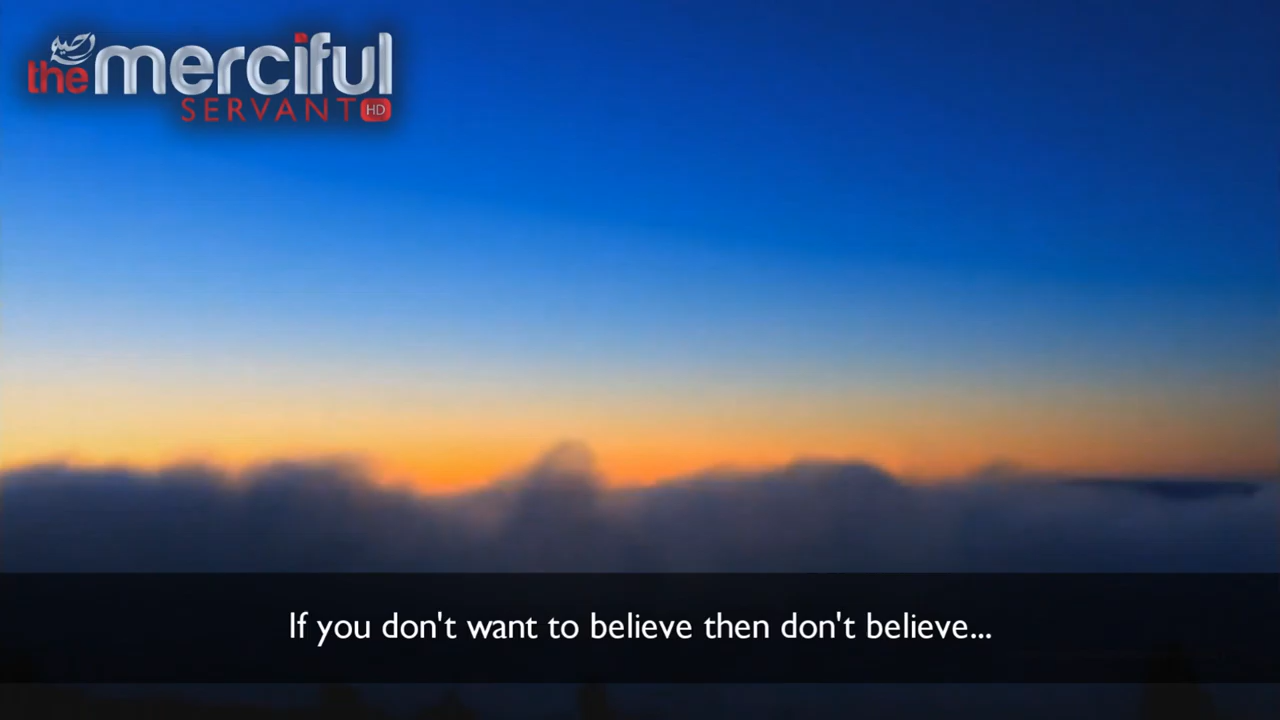 the merciful
SERVANT HD
If you don't want to believe then don't believe...